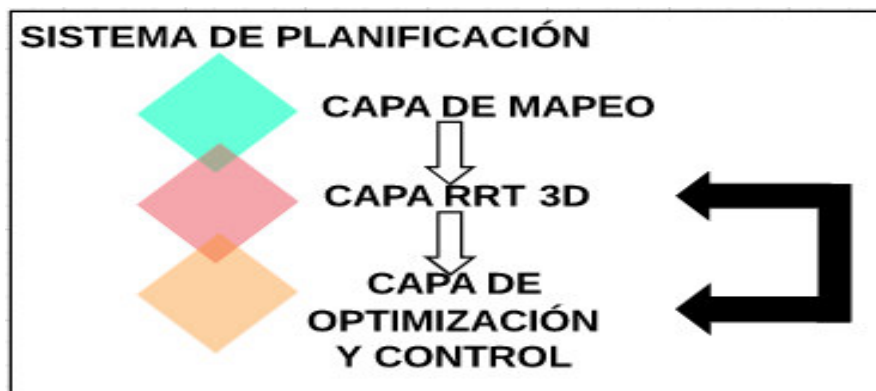 SISTEMA DE PLANIFICACIÓN
CAPA DE MAPEO
CAPA RRT 3D
CAPA DE
OPTIMIZACIÓN
Y CONTROL